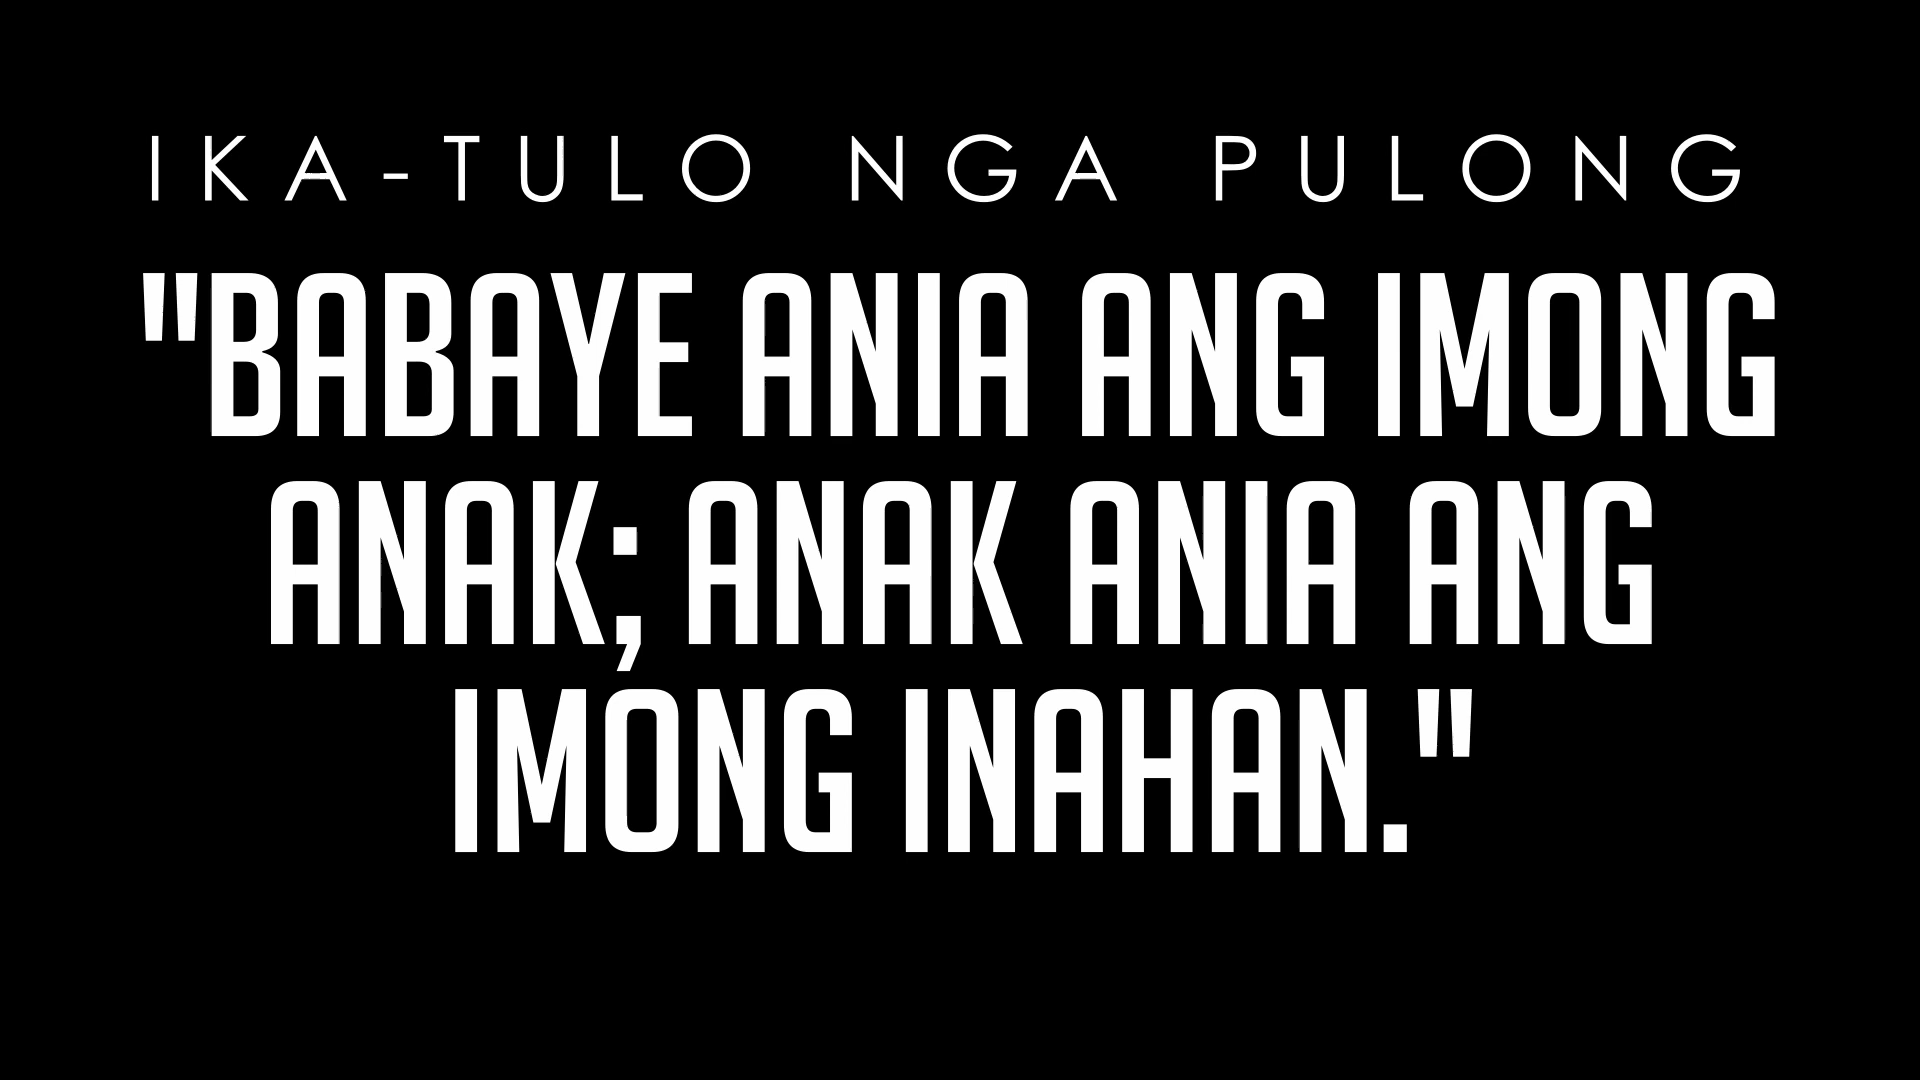 IKA-TULO NGA PULONG
"BABAYE ANIA ANG IMONG
ANAK; ANAK ANIA ANG
IMONG INAHAN."